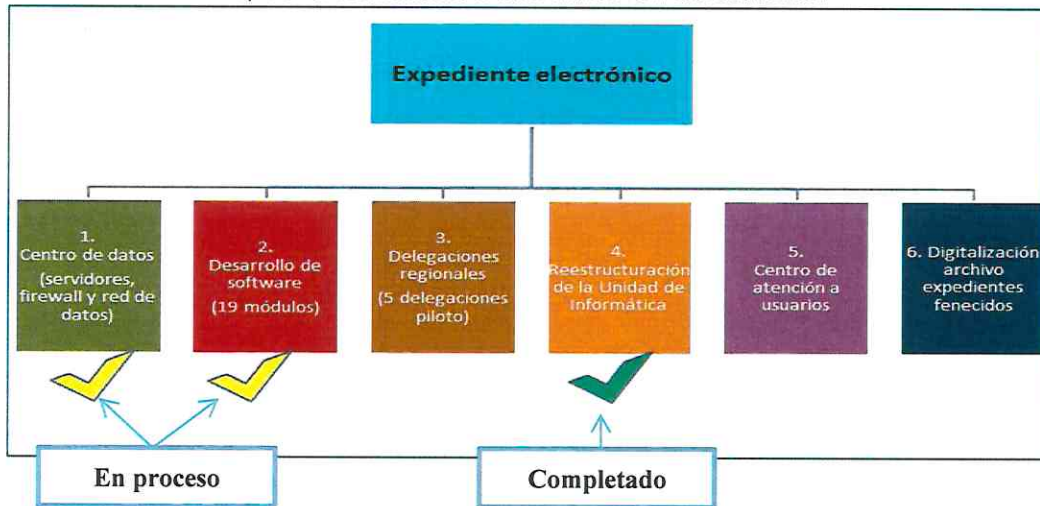 Expediente electrónico
1.
Centro de datos
(servidores,
firewall y red de
datos)
2.
Desarrollo de
software
(19 módulos)
3.
Delegaciones
regionales
(5 delegaciones
piloto)
4.
Reestructuración
de la Unidad de
Informática
5.
Centro de
atención a
usuarios
6. Digitalización
archivo
expedientes
fenecidos
En proceso
Completado